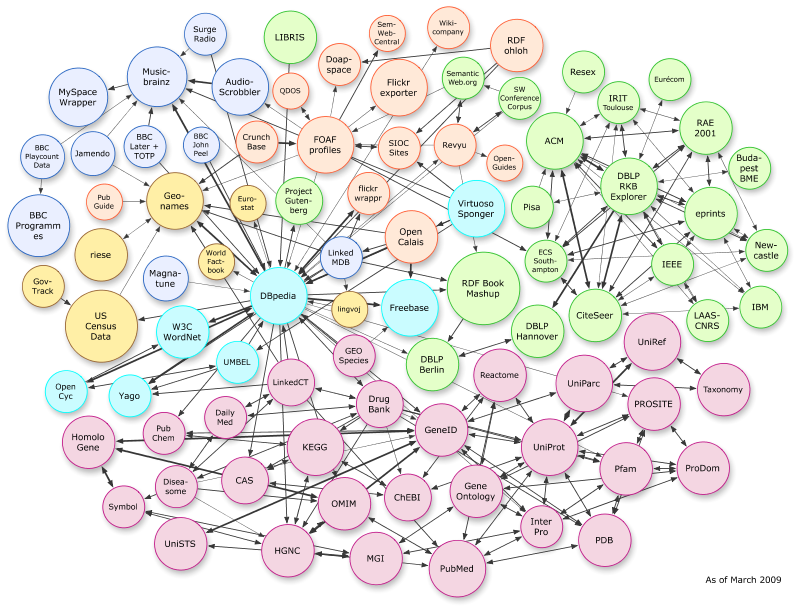 Surge
Radio
LIBRIS
Sem-
Web-
Central
Wiki-
company
RDF
ohloh
Doap-
space
Music-
brainz
Audio-
Scrobbler
MySpace
Wrapper
QDOS
Flickr
exporter
Semantic
Web.org
SW
Conference
Corpus
Resex
IRIT
Toulouse
Eurécom
RAE
2001
ACM
BBC
Playcount
Data
Jamendo
BBC
Later +
TOTP
BBC
John
Peel
Crunch
Base
FOAF
profiles
SIOC
Sites
Revyu
Open-
Guides
Buda-
pest
BME
DBLP
RKB
Explorer
Pub
Guide
Geo-
names
Euro-
stat
Project
Guten-
berg
flickr
wrappr
Virtuoso
Sponger
Pisa
eprints
BBC
Programm
es
riese
World
Fact-
book
Linked
MDB
Open
Calais
ECS
South-
ampton
IEEE
New-
castle
Gov-
Track
Magna-
tune
DBpedia
lingvoj
Freebase
RDF Book
Mashup
CiteSeer
LAAS-
CNRS
IBM
US
Census
Data
W3C
WordNet
DBLP
Hannover
UMBEL
GEO
Species
DBLP
Berlin
UniRef
Open
Cyc
Yago
LinkedCT
Reactome
UniParc
Taxonomy
Drug
Bank
PROSITE
Daily
Med
Pub
Chem
Homolo
Gene
KEGG
GeneID
UniProt
Pfam
ProDom
CAS
Disea-
some
ChEBI
Gene
Ontology
Symbol
OMIM
Inter
Pro
PDB
UniSTS
HGNC
MGI
PubMed
As of March 2009